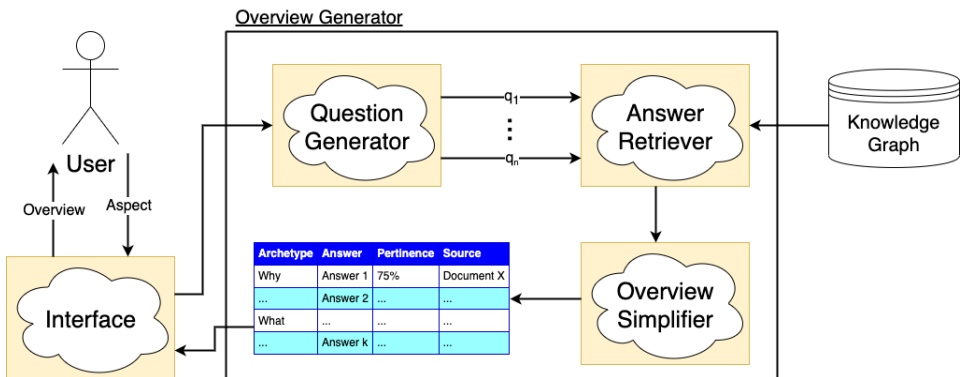 Overview Generator
User
Overview
Aspect
Interface
Question
Generator
q1
⋮
qn
Answer
Retriever
Knowledge
Graph
Overview
Simplifier
Archetype Answer Pertinence Source
Why Answer 1 75% Document X
... Answer 2 ... ...
What ... ... ...
... Answer k ... ...